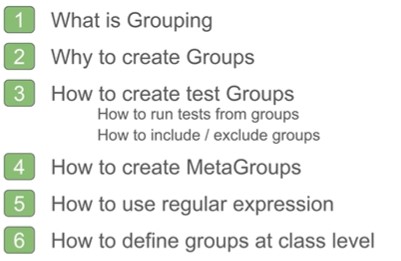 1 What is Grouping
2 Why to create Groups
3 How to create test Groups
How to run tests from groups
How to include / exclude groups
4 How to create MetaGroups
5 How to use regular expression
6 How to define groups at class level